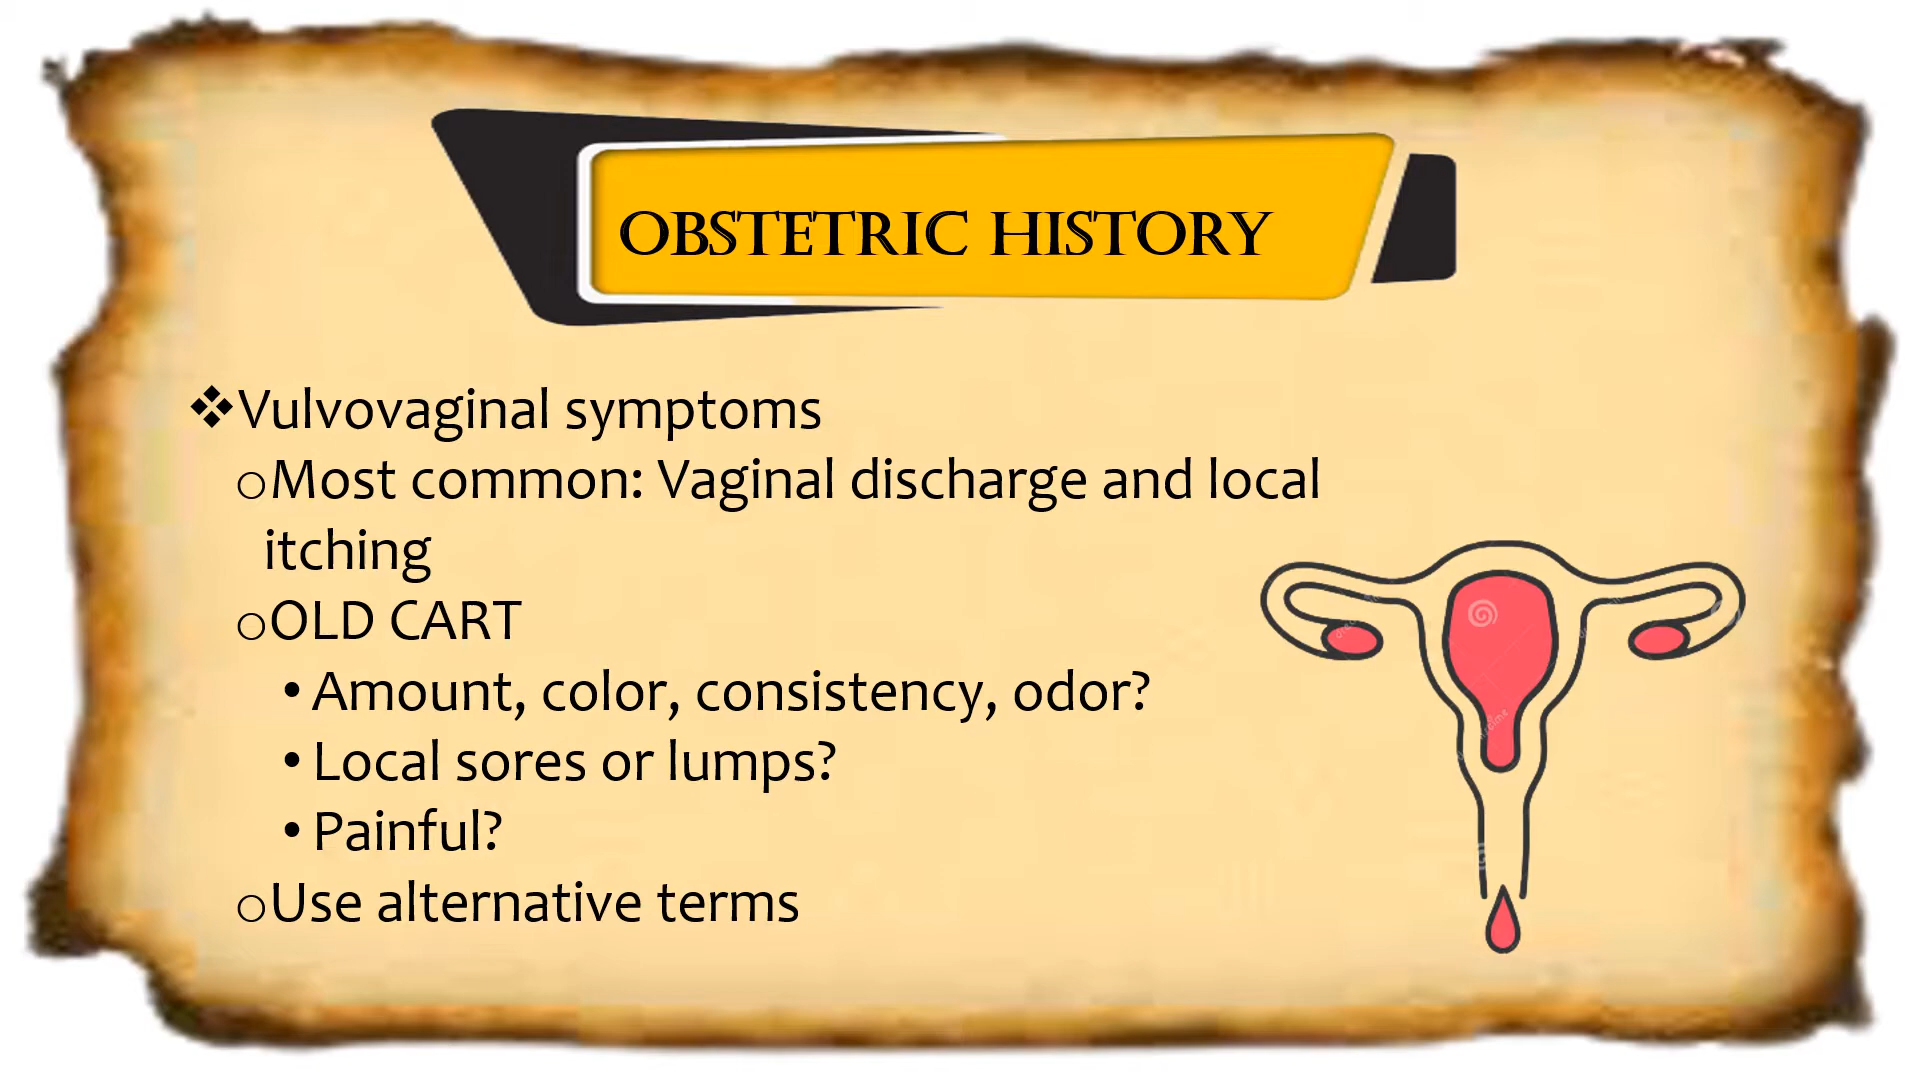 OBSTETRIC HISTORY
❖Vulvovaginal symptoms
oMost common: Vaginal discharge and local
itching
oOLD CART
• Amount, color, consistency, odor?
• Local sores or lumps?
• Painful?
oUse alternative terms